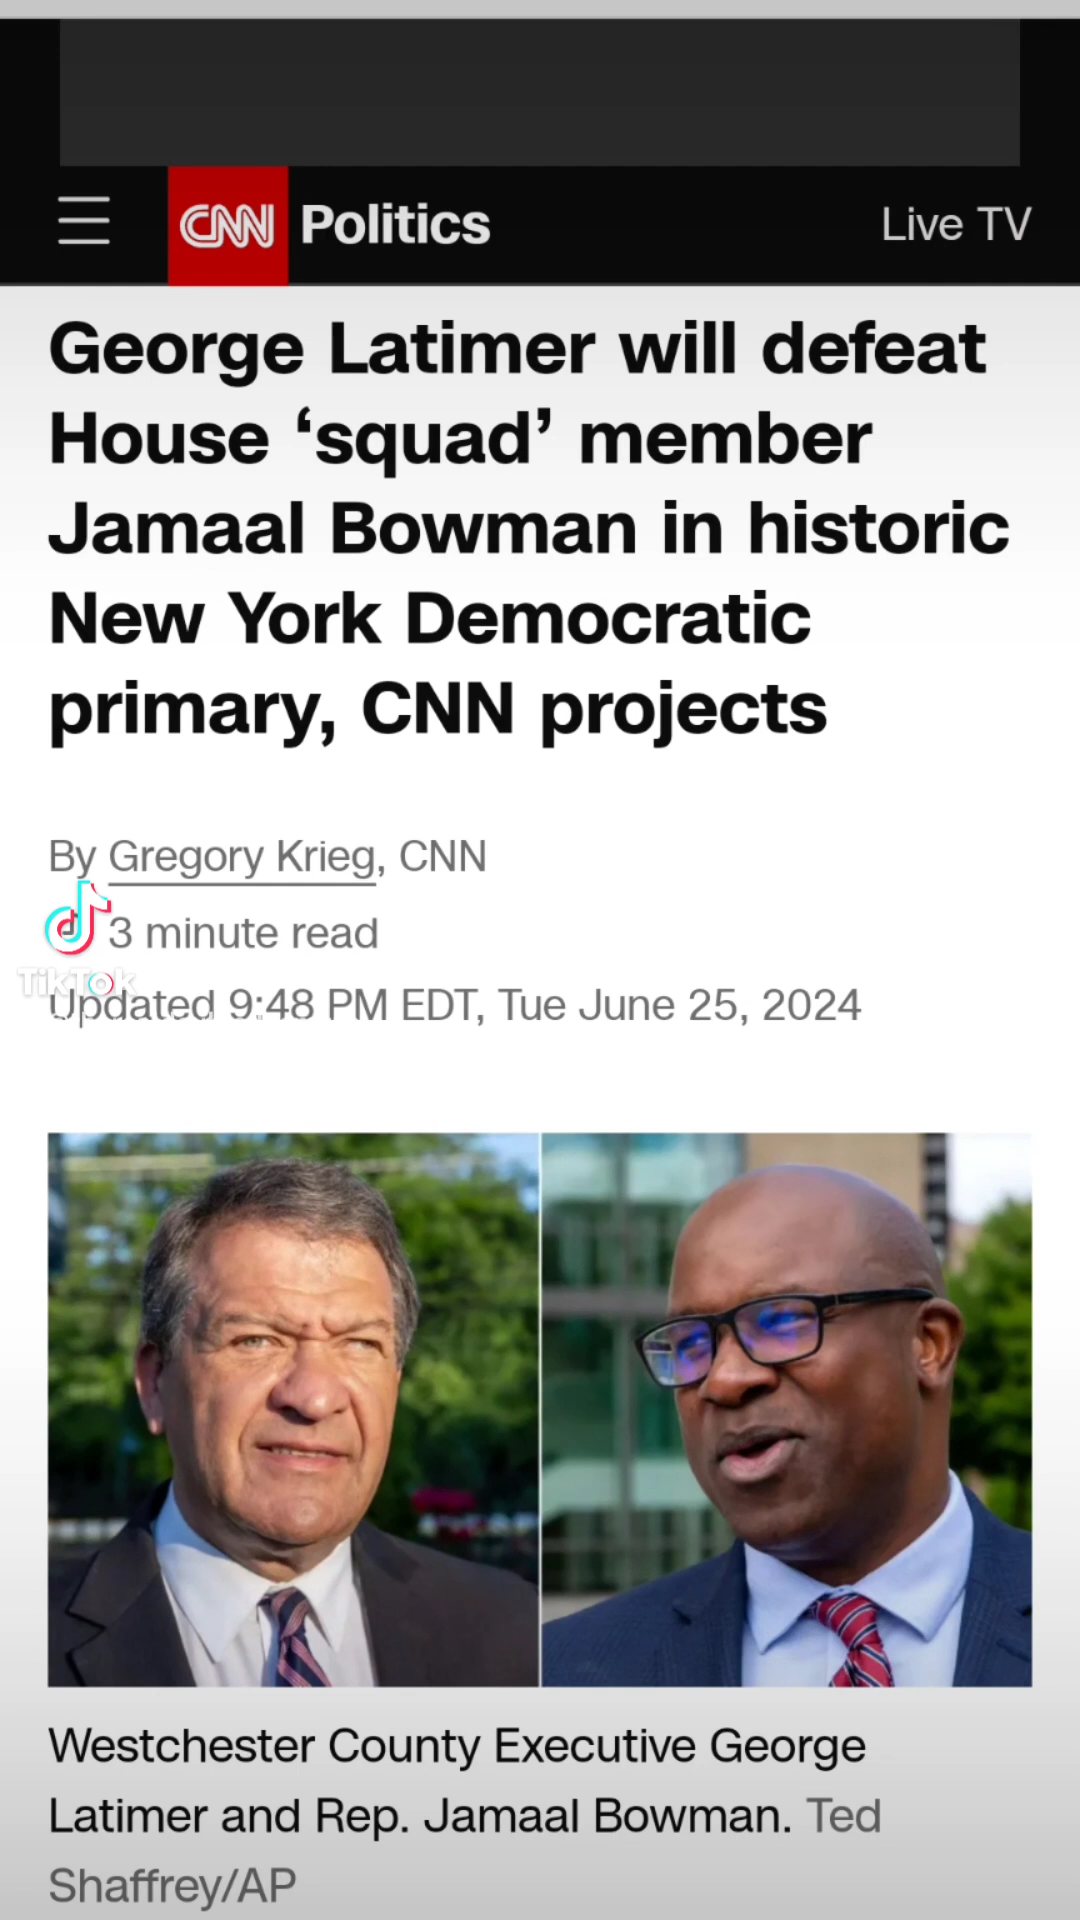 CNN Politics
Live TV
George Latimer will defeat
House ‘squad’ member
Jamaal Bowman in historic
New York Democratic
primary, CNN projects
By Gregory Krieg, CNN
3 minute read
TikTok
Updated 9:48 PM EDT, Tue June 25, 2024
Westchester County Executive George
Latimer and Rep. Jamaal Bowman. Ted
Shaffrey/AP